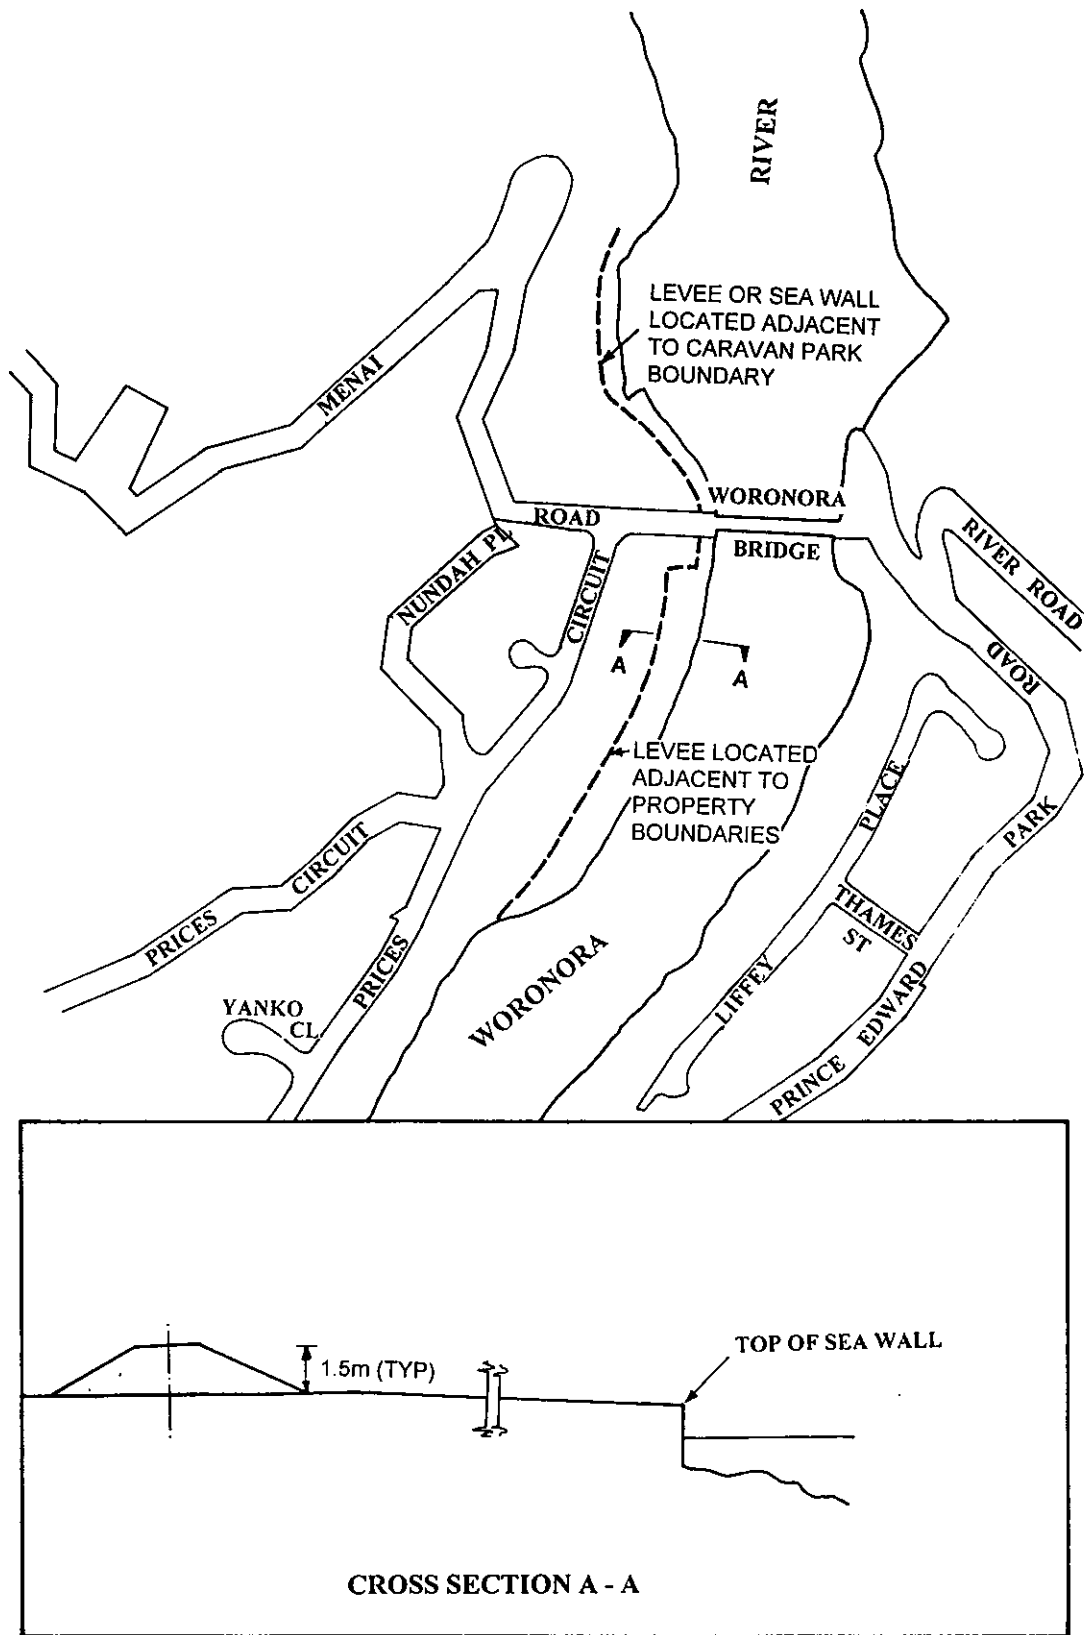 RIVER
LEVEE OR SEA WALL
LOCATED ADJACENT
TO CARAVAN PARK
BOUNDARY
MENAI
ROAD
WORONORA
BRIDGE
RIVER ROAD
NUNDAH PL
CIRCUIT
ROAD
A
A
LEVEE LOCATED
ADJACENT TO
PROPERTY
BOUNDARIES
PLACE
PARK
CIRCUIT
PRICES
THAMES
ST
PRICES
WORONORA
LIFFEY
EDWARD
PRINCE
YANKO
CL
TOP OF SEA WALL
1.5m (TYP)
CROSS SECTION A - A